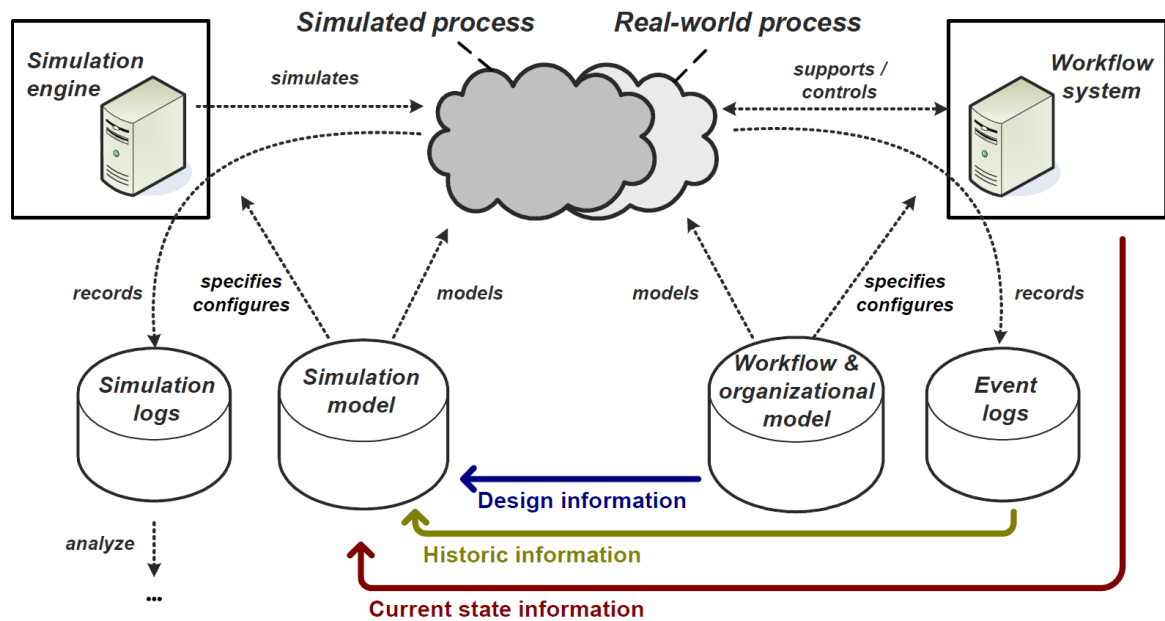 Simulated process
Real-world process
Simulation
engine
simulates
supports /
controls
Workflow
system
records
specifies
configures
models
models
specifies
configures
records
Simulation
logs
Simulation
model
Workflow &
organizational
model
Event
logs
Design information
analyze
Historic information
...
Current state information